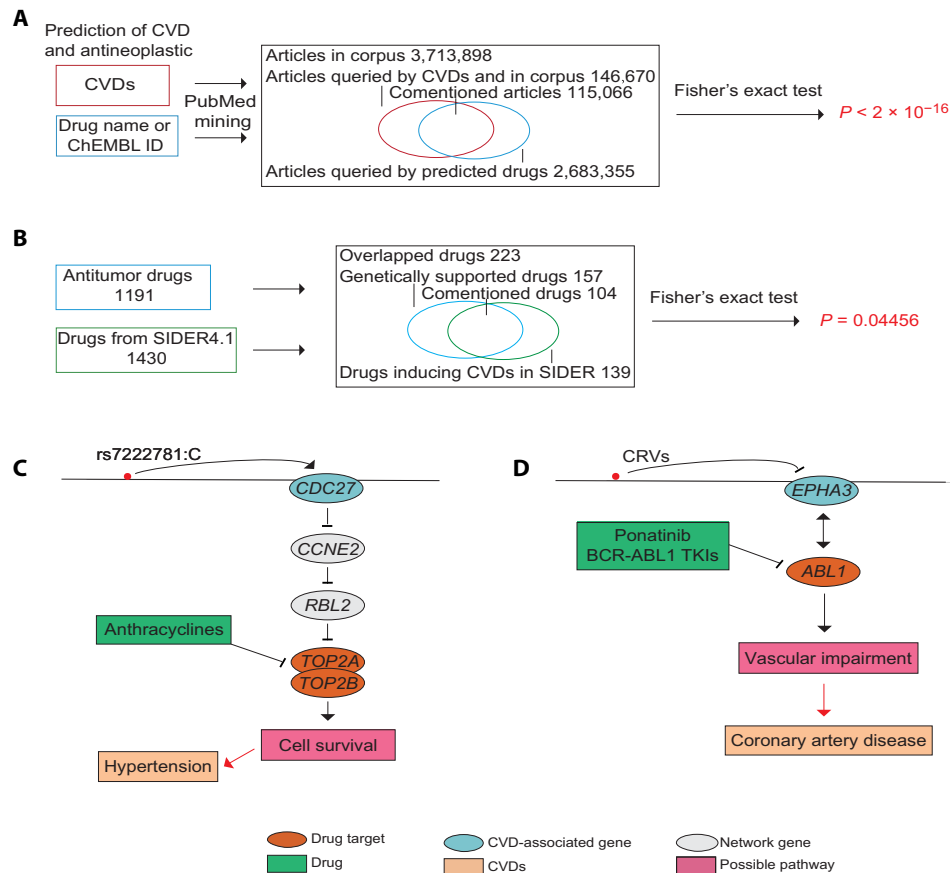 A
Prediction of CVD
and antineoplastic
CVDs
Drug name or
ChEMBL ID
PubMed
mining
Articles in corpus 3,713,898
Articles queried by CVDs and in corpus 146,670
Comentioned articles 115,066
Articles queried by predicted drugs 2,683,355
Fisher's exact test
P < 2 × 10⁻¹⁶
B
Antitumor drugs
1191
Drugs from SIDER4.1
1430
Overlapped drugs 223
Genetically supported drugs 157
Comentioned drugs 104
Drugs inducing CVDs in SIDER 139
Fisher's exact test
P = 0.04456
C
rs7222781:C
CDC27
CCNE2
RBL2
Anthracyclines
TOP2A
TOP2B
Cell survival
Hypertension
D
CRVs
EPHA3
Ponatinib
BCR-ABL1 TKIs
ABL1
Vascular impairment
Coronary artery disease
Drug target
CVD-associated gene
Network gene
Drug
CVDs
Possible pathway